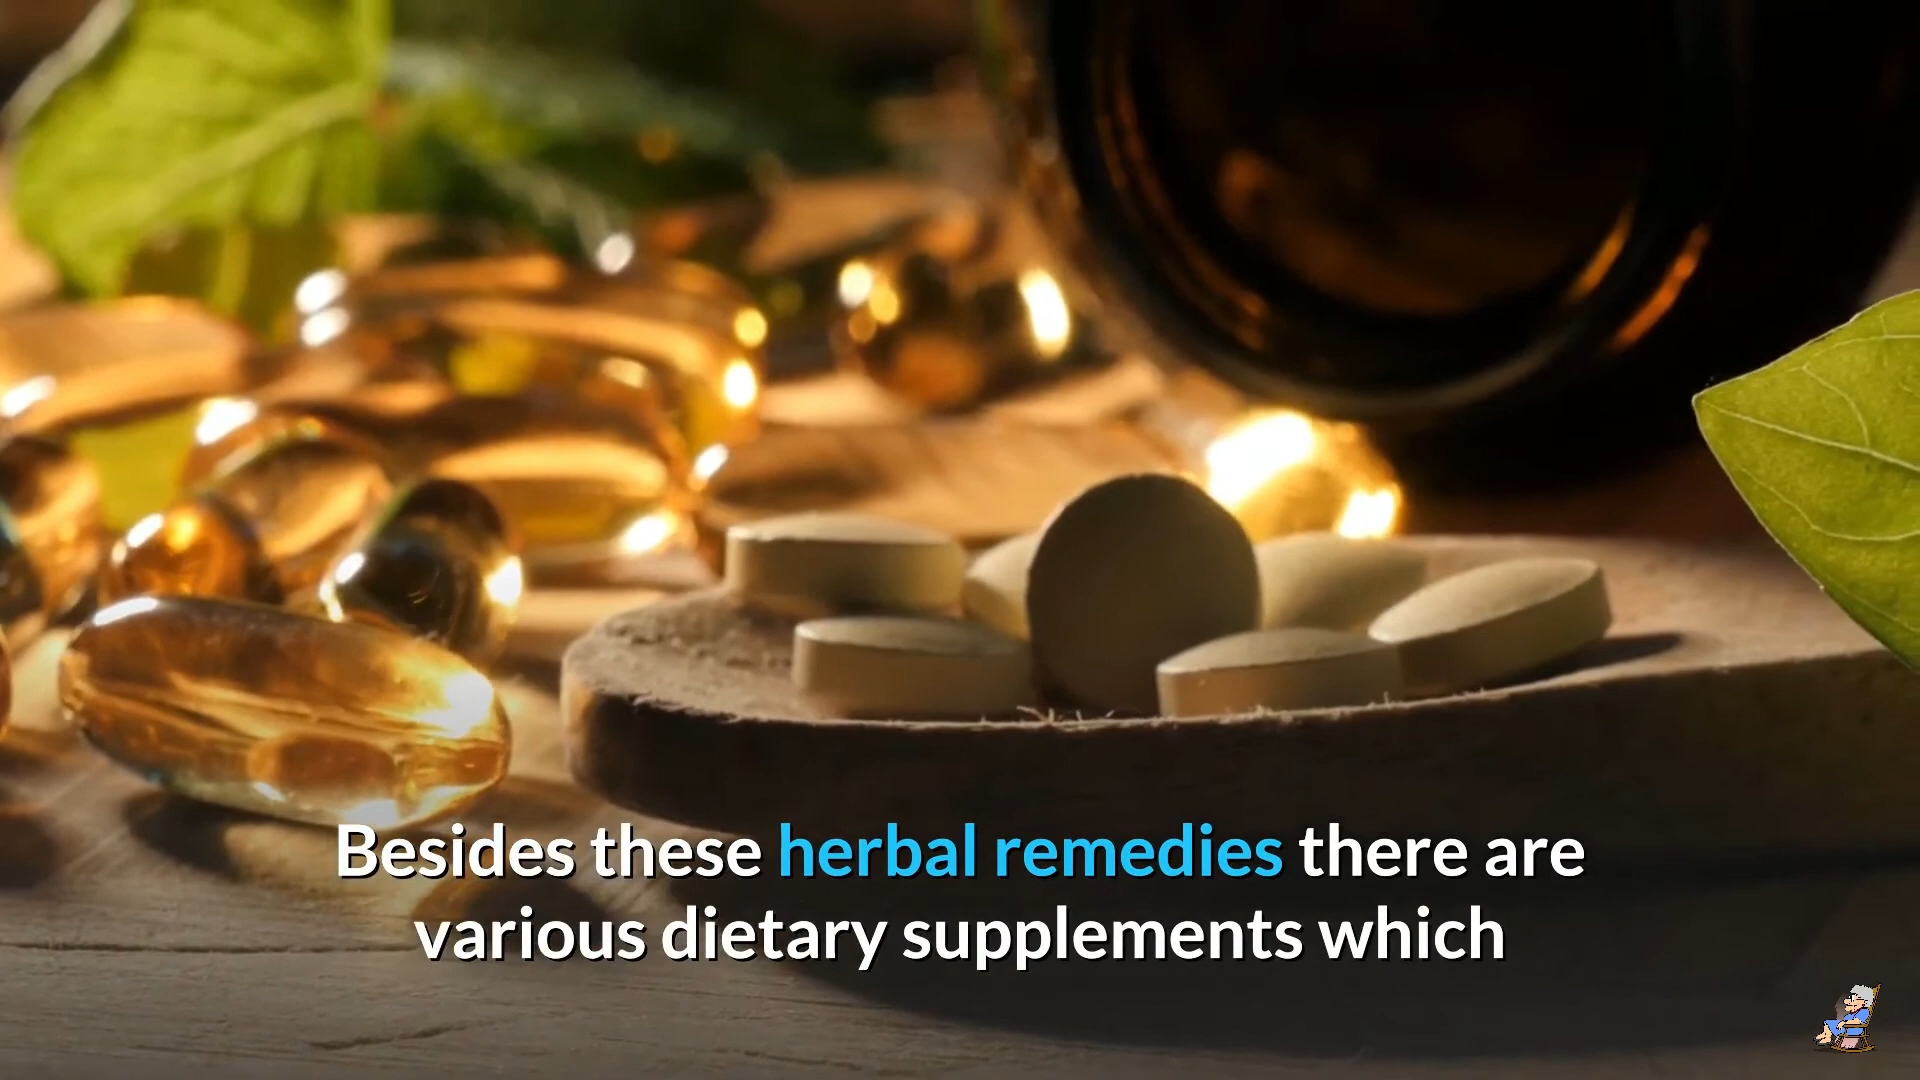 Besides these herbal remedies there are
various dietary supplements which